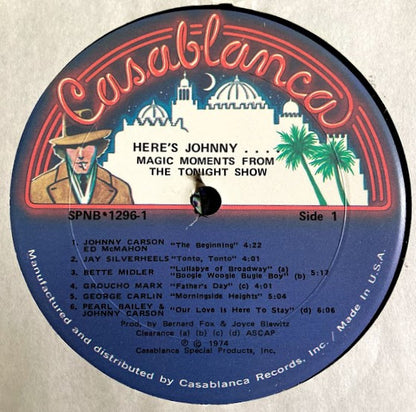 Casablanca
HERE'S JOHNNY . . . .
MAGIC MOMENTS FROM
THE TONIGHT SHOW
SPNB*1296-1 Side 1
1. JOHNNY CARSON ED McMAHON "The Beginning" 4:22
2. JAY SILVERHEELS "Tonto, Tonto" 4:01
3. BETTE MIDLER "Lullabye of Broadway" (a) "Boogie Woogie Bugle Boy" (b) 5:17
4. GROUCHO MARX "Father's Day" (c) 4:01
5. GEORGE CARLIN "Morningside Heights" 5:04
6. PEARL BAILEY & JOHNNY CARSON "Our Love Is Here To Stay" (d) 6:06
Prod. by Bernard Fox & Joyce Biawitz
Clearance (a) (b) (c) (d) ASCAP
℗ © 1974
Casablanca Special Products, Inc.
Manufactured and distributed by Casablanca Records, Inc. / Made in U.S.A.